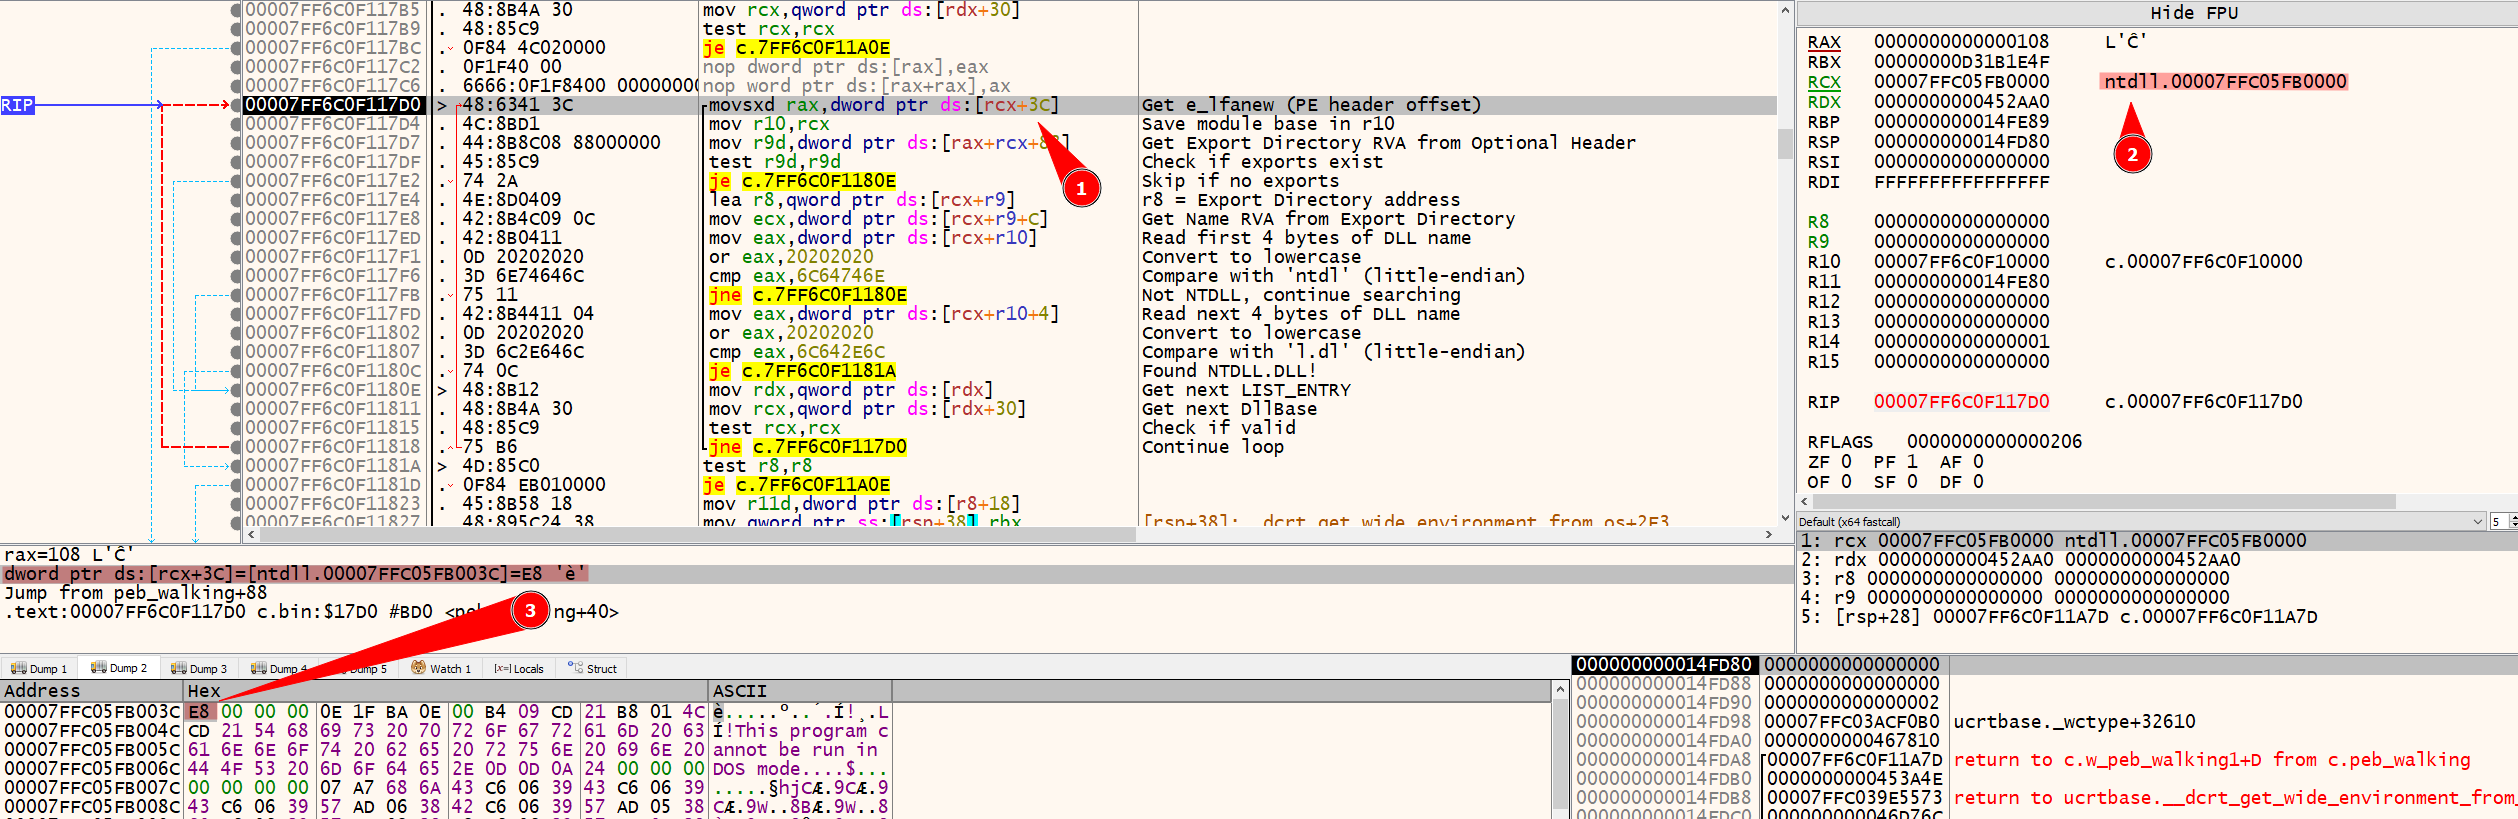 RIP
00007FF6C0F117B5 . 48:8B4A 30 mov rcx,qword ptr ds:[rdx+30]
00007FF6C0F117B9 . 48:85C9 test rcx,rcx
00007FF6C0F117BC . 0F84 4C020000 je c.7FF6C0F11A0E
00007FF6C0F117C2 . 0F1F40 00 nop dword ptr ds:[rax],eax
00007FF6C0F117C6 . 6666:0F1F8400 00000000 nop word ptr ds:[rax+rax],ax
00007FF6C0F117D0 > 48:6341 3C movsxd rax,dword ptr ds:[rcx+3C] Get e_lfanew (PE header offset)
00007FF6C0F117D4 . 4C:8BD1 mov r10,rcx Save module base in r10
00007FF6C0F117D7 . 44:8B8C08 88000000 mov r9d,dword ptr ds:[rax+rcx+8 ] Get Export Directory RVA from Optional Header
00007FF6C0F117DF . 45:85C9 test r9d,r9d Check if exports exist
00007FF6C0F117E2 . 74 2A je c.7FF6C0F1180E Skip if no exports
00007FF6C0F117E4 . 4E:8D0409 lea r8,qword ptr ds:[rcx+r9] r8 = Export Directory address
00007FF6C0F117E8 . 42:8B4C09 0C mov ecx,dword ptr ds:[rcx+r9+C] Get Name RVA from Export Directory
00007FF6C0F117ED . 42:8B0411 mov eax,dword ptr ds:[rcx+r10] Read first 4 bytes of DLL name
00007FF6C0F117F1 . 0D 20202020 or eax,20202020 Convert to lowercase
00007FF6C0F117F6 . 3D 6E74646C cmp eax,6C64746E Compare with 'ntdl' (little-endian)
00007FF6C0F117FB . 75 11 jne c.7FF6C0F1180E Not NTDLL, continue searching
00007FF6C0F117FD . 42:8B4411 04 mov eax,dword ptr ds:[rcx+r10+4] Read next 4 bytes of DLL name
00007FF6C0F11802 . 0D 20202020 or eax,20202020 Convert to lowercase
00007FF6C0F11807 . 3D 6C2E646C cmp eax,6C642E6C Compare with 'l.dl' (little-endian)
00007FF6C0F1180C . 74 0C je c.7FF6C0F1181A Found NTDLL.DLL!
00007FF6C0F1180E > 48:8B12 mov rdx,qword ptr ds:[rdx] Get next LIST_ENTRY
00007FF6C0F11811 . 48:8B4A 30 mov rcx,qword ptr ds:[rdx+30] Get next DllBase
00007FF6C0F11815 . 48:85C9 test rcx,rcx Check if valid
00007FF6C0F11818 . 75 B6 jne c.7FF6C0F117D0 Continue loop
00007FF6C0F1181A > 4D:85C0 test r8,r8
00007FF6C0F1181D . 0F84 EB010000 je c.7FF6C0F11A0E
00007FF6C0F11823 . 45:8B58 18 mov r11d,dword ptr ds:[r8+18]
00007FF6C0F11827 . 48:895C24 38 mov qword ptr ss:[rsp+38],rbx [rsp+38]:__dcrt_get_wide_environment_from_os+2F3
1
Hide FPU
RAX 0000000000000108 L'Ĉ'
RBX 00000000D31B1E4F
RCX 00007FFC05FB0000 ntdll.00007FFC05FB0000
RDX 0000000000452AA0
RBP 000000000014FE89
RSP 000000000014FD80
RSI 0000000000000000
RDI FFFFFFFFFFFFFFFF
2
R8 0000000000000000
R9 0000000000000000
R10 00007FF6C0F10000 c.00007FF6C0F10000
R11 000000000014FE80
R12 0000000000000000
R13 0000000000000000
R14 0000000000000001
R15 0000000000000000
RIP 00007FF6C0F117D0 c.00007FF6C0F117D0
RFLAGS 0000000000000206
ZF 0 PF 1 AF 0
OF 0 SF 0 DF 0
Default (x64 fastcall) 5
1: rcx 00007FFC05FB0000 ntdll.00007FFC05FB0000
2: rdx 0000000000452AA0 0000000000452AA0
3: r8 0000000000000000 0000000000000000
4: r9 0000000000000000 0000000000000000
5: [rsp+28] 00007FF6C0F11A7D c.00007FF6C0F11A7D
rax=108 L'Ĉ'
dword ptr ds:[rcx+3C]=[ntdll.00007FFC05FB003C]=E8 'è'
Jump from peb_walking+88
.text:00007FF6C0F117D0 c.bin:$17D0 #BD0 <peb ng+40>
3
Dump 1 Dump 2 Dump 3 Dump 4 Dump 5 Watch 1 [x=] Locals Struct
Address Hex ASCII
00007FFC05FB003C E8 00 00 00 0E 1F BA 0E 00 B4 09 CD 21 B8 01 4C è.....º..´.Í!¸.L
00007FFC05FB004C CD 21 54 68 69 73 20 70 72 6F 67 72 61 6D 20 63 Í!This program c
00007FFC05FB005C 61 6E 6E 6F 74 20 62 65 20 72 75 6E 20 69 6E 20 annot be run in
00007FFC05FB006C 44 4F 53 20 6D 6F 64 65 2E 0D 0D 0A 24 00 00 00 DOS mode....$...
00007FFC05FB007C 00 00 00 00 07 A7 68 6A 43 C6 06 39 43 C6 06 39 .....§hjCÆ.9CÆ.9
00007FFC05FB008C 43 C6 06 39 57 AD 06 38 42 C6 06 39 57 AD 05 38 CÆ.9W..8BÆ.9W..8
000000000014FD80 0000000000000000
000000000014FD88 0000000000000000
000000000014FD90 0000000000000002
000000000014FD98 00007FFC03ACF0B0 ucrtbase._wctype+32610
000000000014FDA0 0000000000467810
000000000014FDA8 00007FF6C0F11A7D return to c.w_peb_walking1+D from c.peb_walking
000000000014FDB0 0000000000453A4E
000000000014FDB8 00007FFC039E5573 return to ucrtbase.__dcrt_get_wide_environment_from_
000000000014FDC0 000000000046D76C